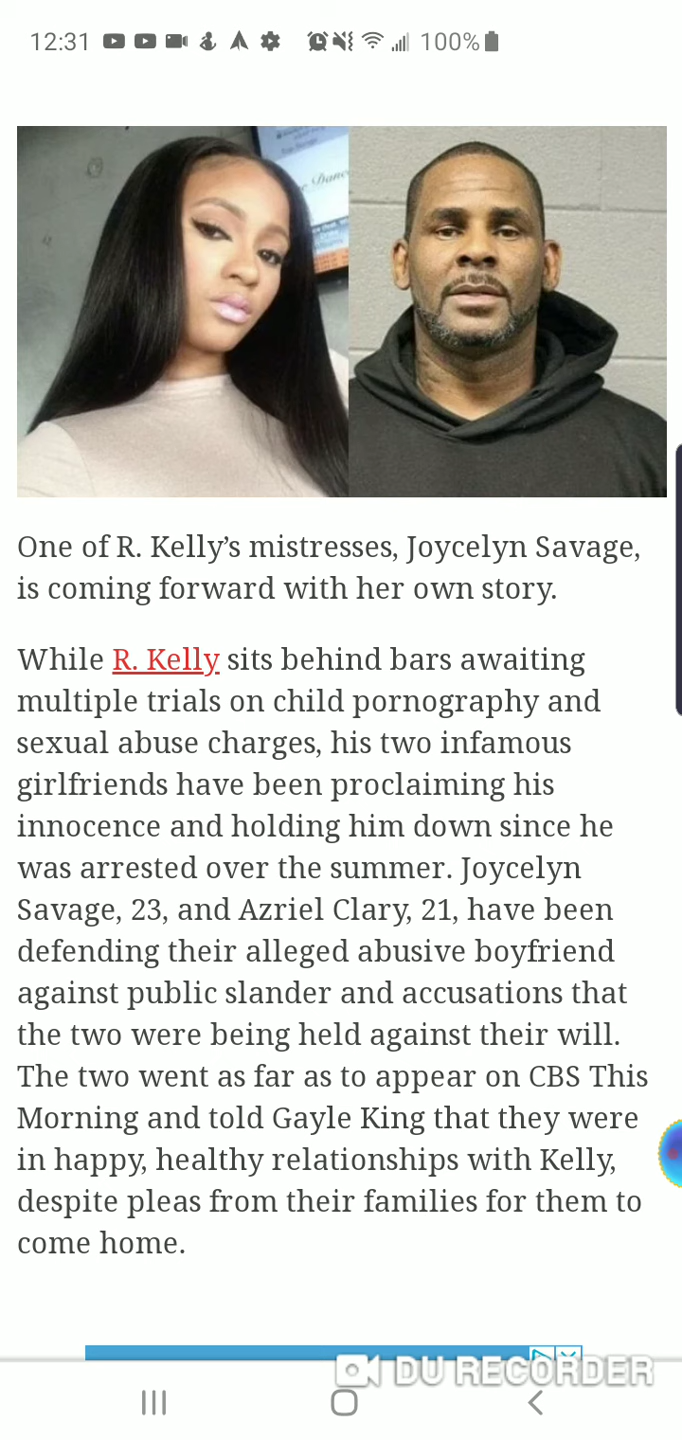 12:31 100%
One of R. Kelly’s mistresses, Joycelyn Savage,
is coming forward with her own story.
While R. Kelly sits behind bars awaiting
multiple trials on child pornography and
sexual abuse charges, his two infamous
girlfriends have been proclaiming his
innocence and holding him down since he
was arrested over the summer. Joycelyn
Savage, 23, and Azriel Clary, 21, have been
defending their alleged abusive boyfriend
against public slander and accusations that
the two were being held against their will.
The two went as far as to appear on CBS This
Morning and told Gayle King that they were
in happy, healthy relationships with Kelly,
despite pleas from their families for them to
come home.
DU RECORDER